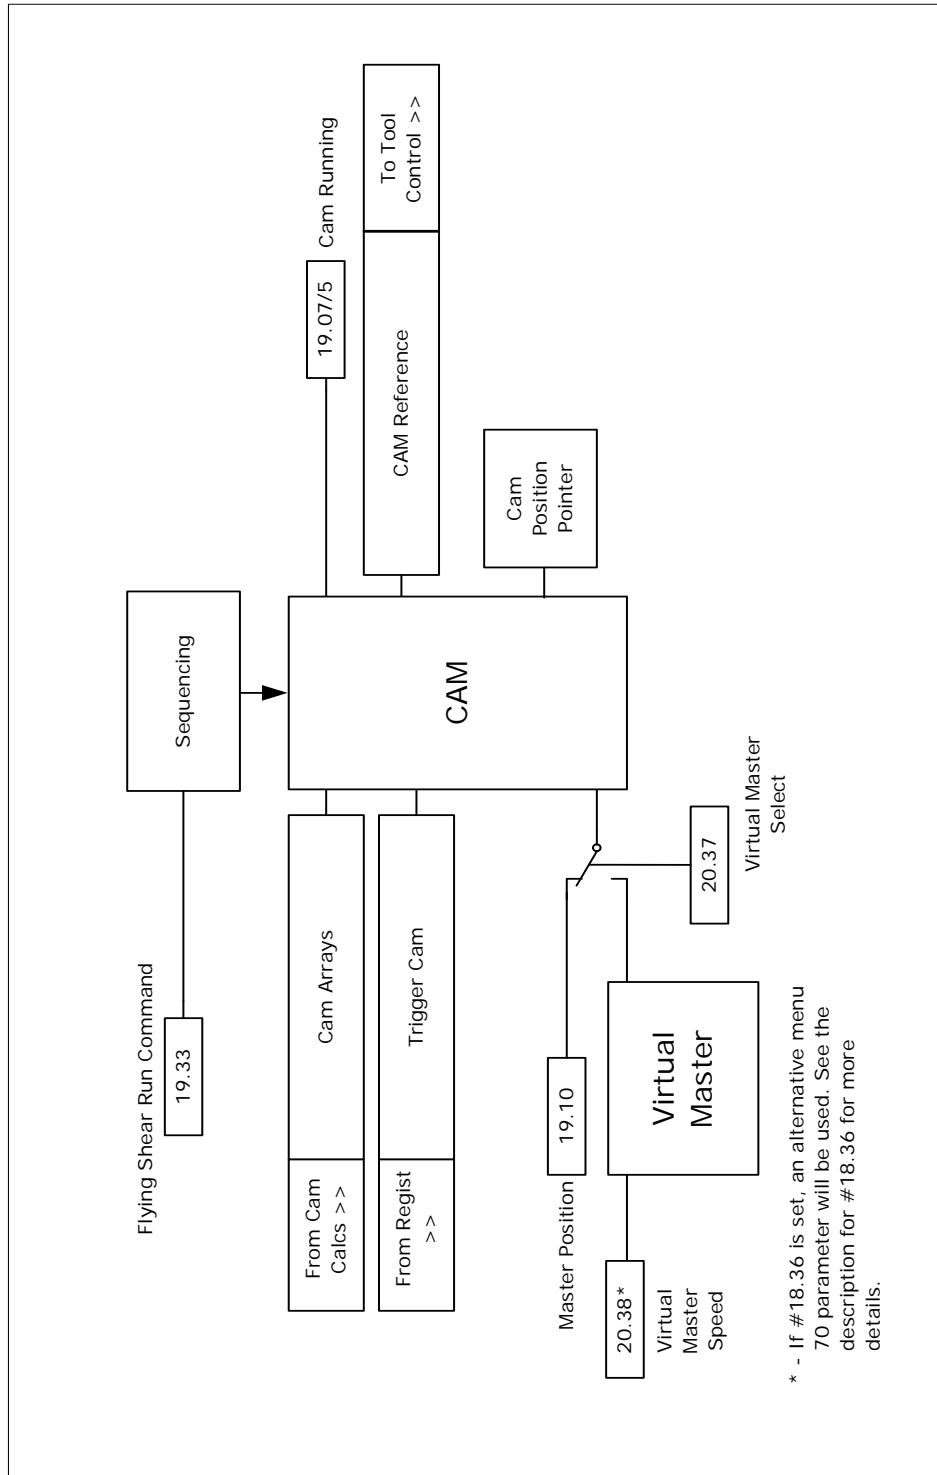 Flying Shear Run Command
19.33
Sequencing
From Cam
Calcs >>
Cam Arrays
From Regist
>>
Trigger Cam
CAM
19.07/5
Cam Running
CAM Reference
To Tool
Control >>
Cam
Position
Pointer
Master Position
19.10
20.38*
Virtual
Master
Speed
Virtual
Master
20.37
Virtual Master
Select
* - If #18.36 is set, an alternative menu
70 parameter will be used. See the
description for #18.36 for more
details.